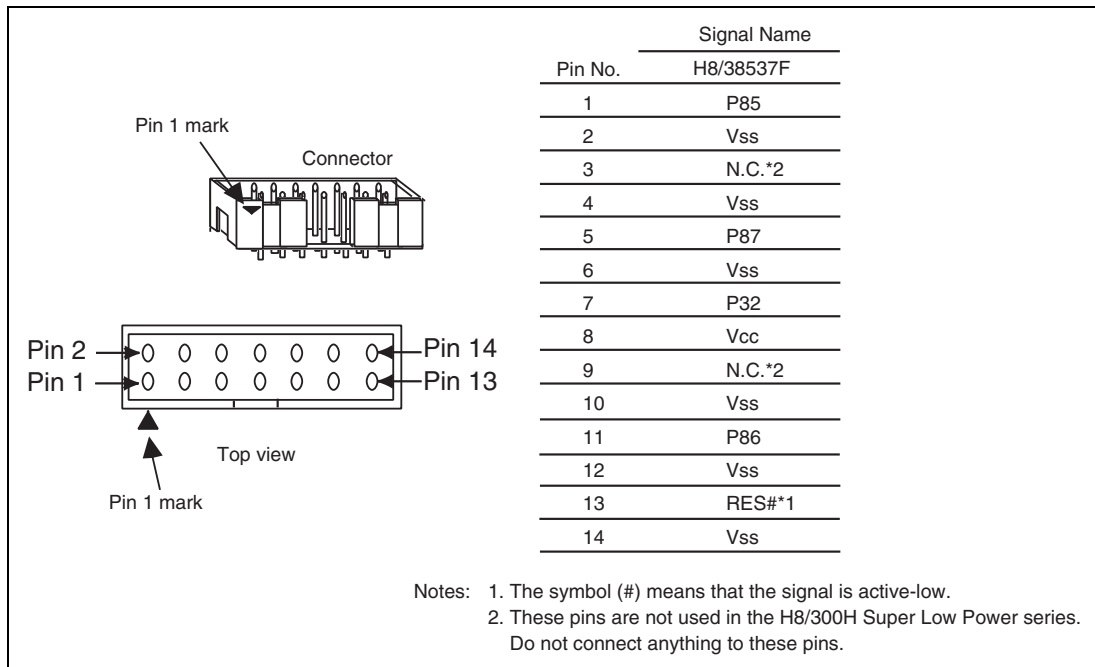 Signal Name
Pin No. H8/38537F
1 P85
2 Vss
3 N.C.*2
4 Vss
5 P87
6 Vss
7 P32
8 Vcc
9 N.C.*2
10 Vss
11 P86
12 Vss
13 RES#*1
14 Vss
Pin 1 mark
Connector
Pin 2
Pin 14
Pin 1
Pin 13
Top view
Pin 1 mark
Notes: 1. The symbol (#) means that the signal is active-low.
2. These pins are not used in the H8/300H Super Low Power series.
Do not connect anything to these pins.